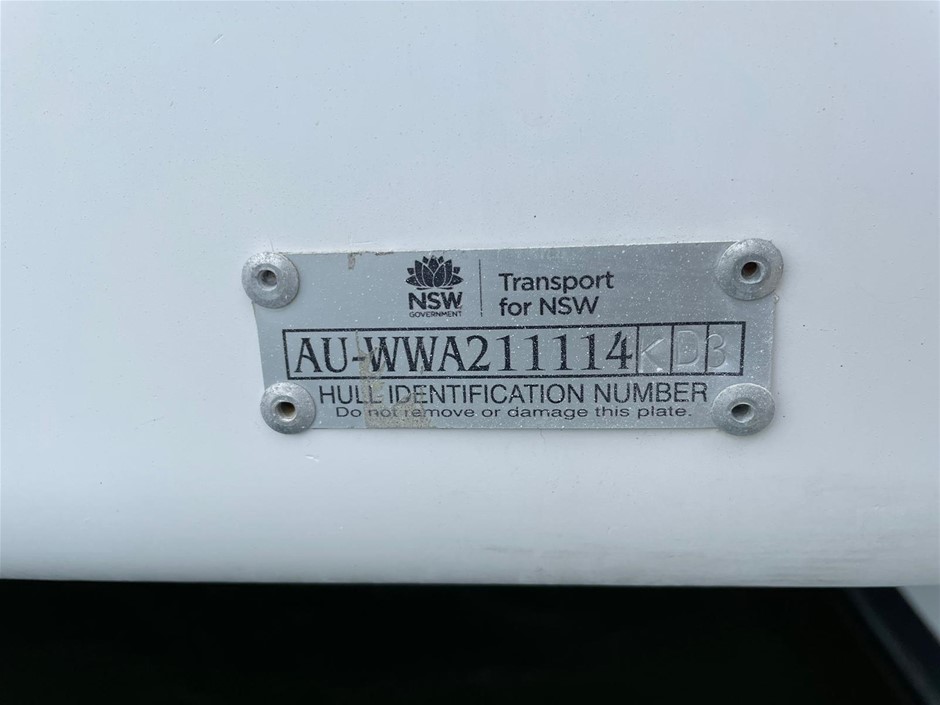 NSW
GOVERNMENT
Transport
for NSW
AU-WWA211114KD3
HULL IDENTIFICATION NUMBER
Do not remove or damage this plate.